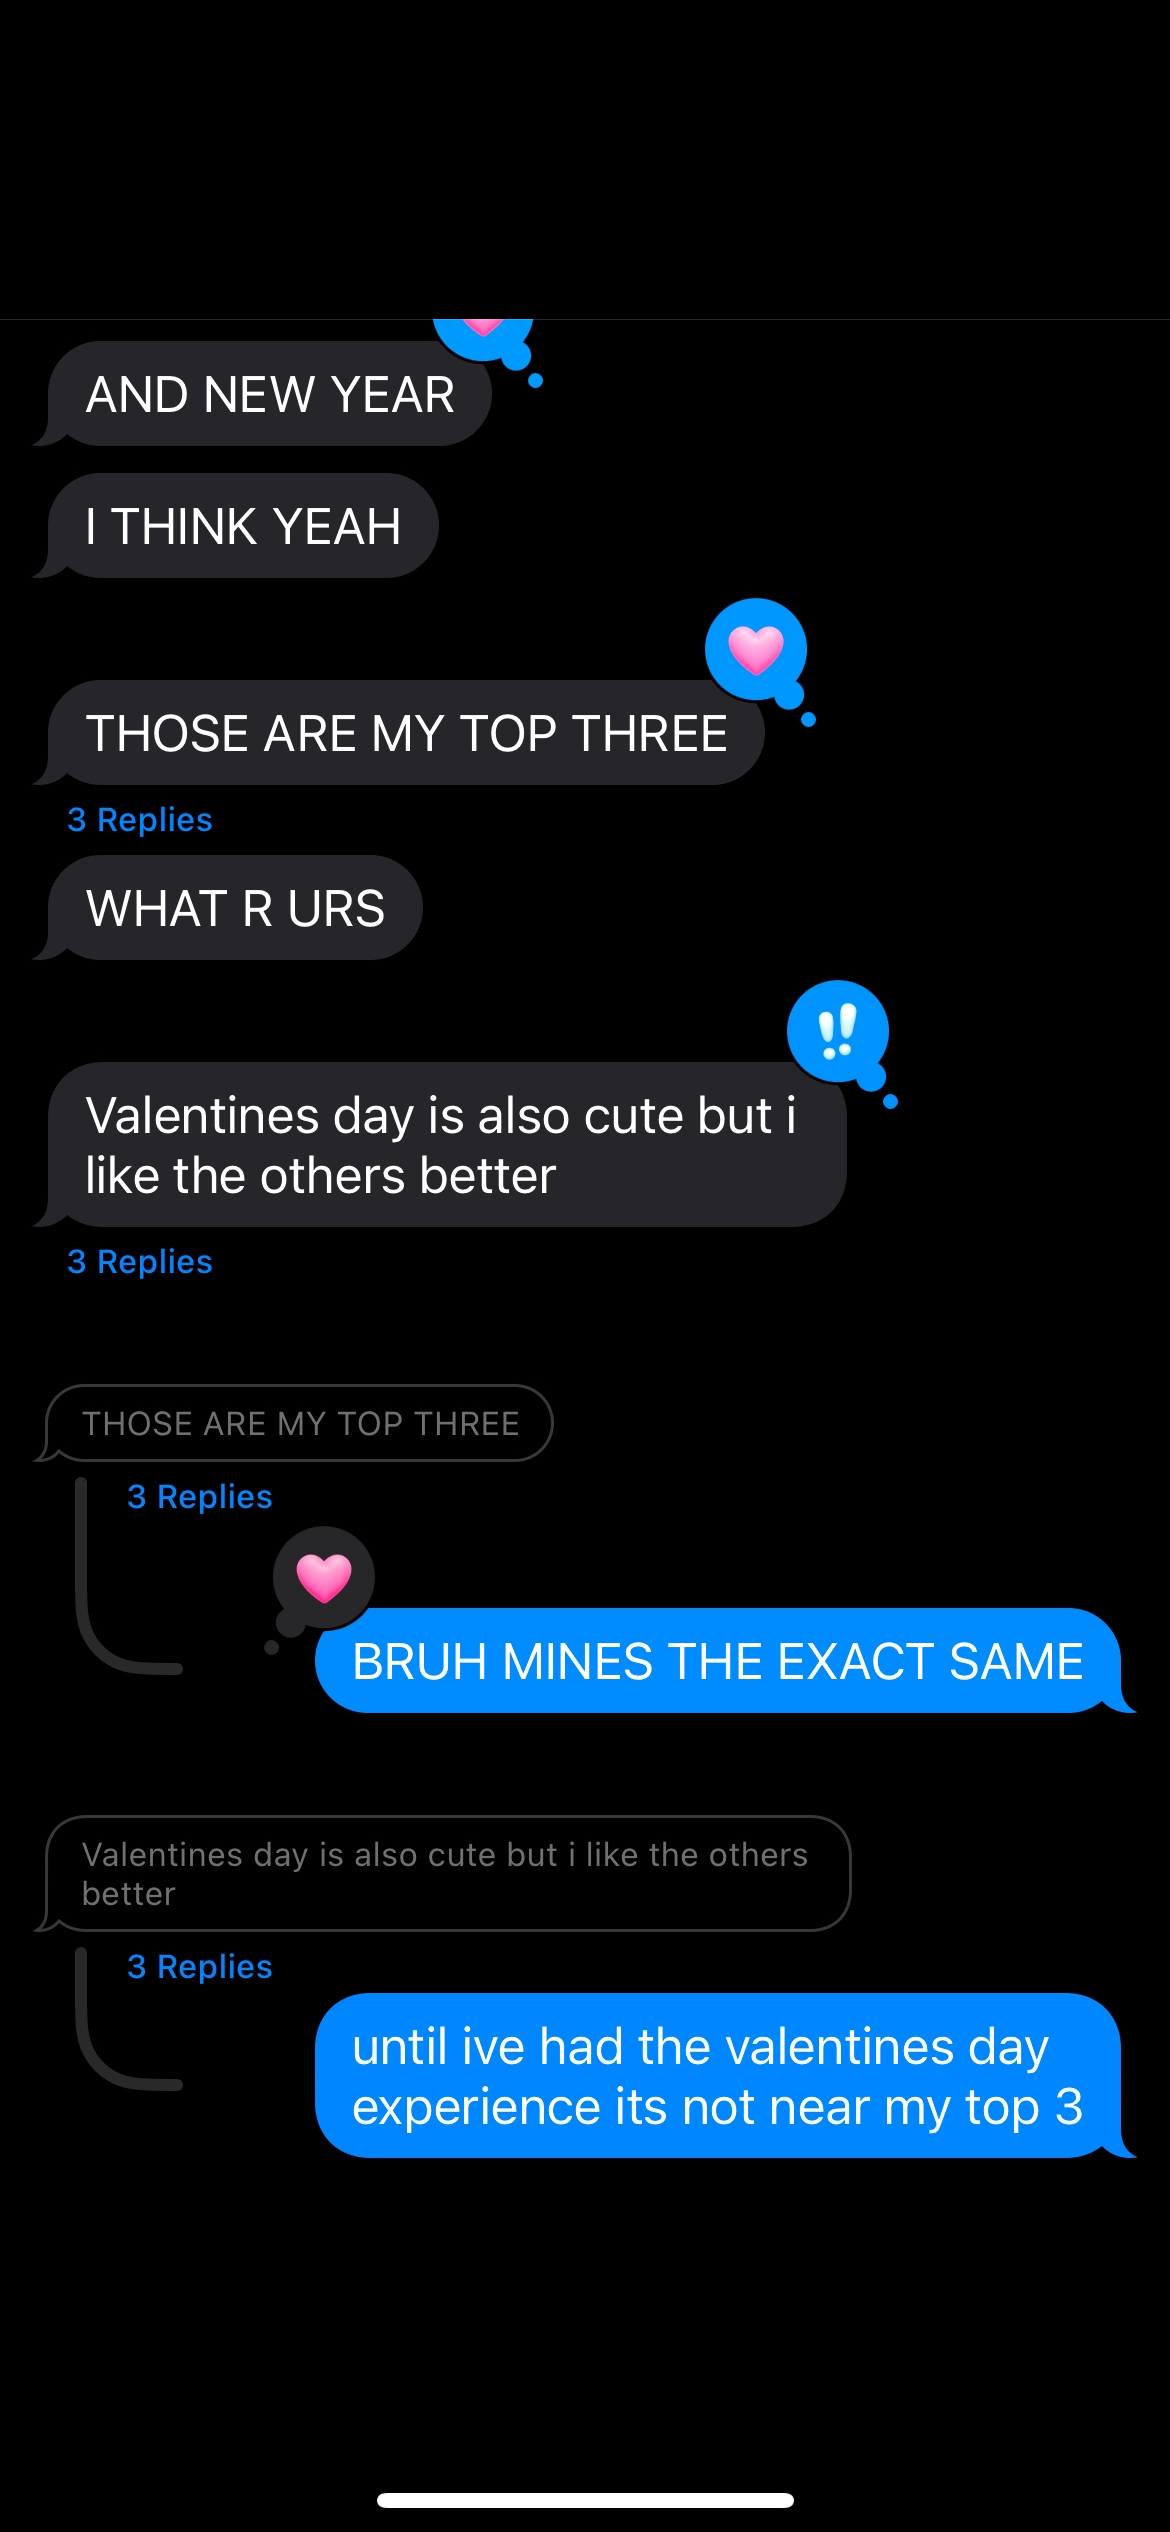 AND NEW YEAR
I THINK YEAH
THOSE ARE MY TOP THREE
3 Replies
WHAT R URS
Valentines day is also cute but i
like the others better
3 Replies
THOSE ARE MY TOP THREE
3 Replies
BRUH MINES THE EXACT SAME
Valentines day is also cute but i like the others
better
3 Replies
until ive had the valentines day
experience its not near my top 3